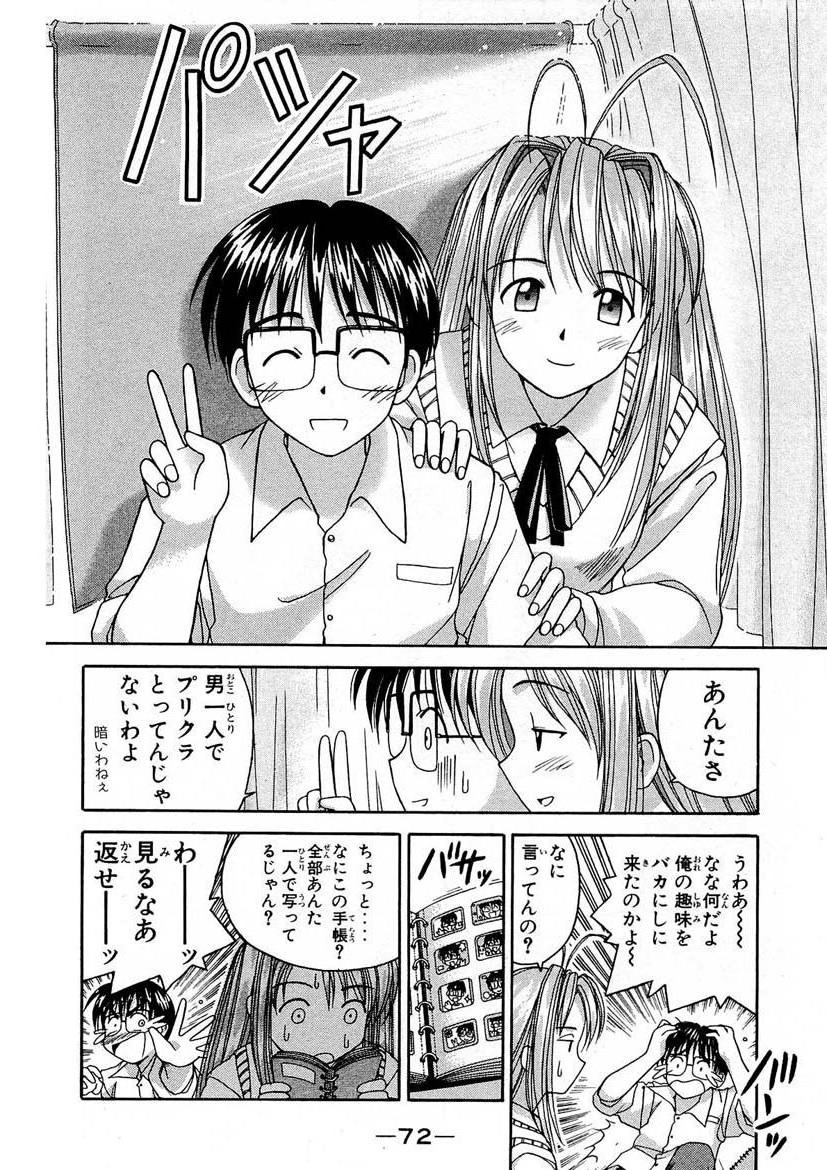 パシャ
あんたさ
男一人で
プリクラ
とってんじゃ
ないわよ
暗いわねぇ
うわあ〜〜
なな何だよ
俺の趣味を
バカにしに
来たのかよ〜
なに
言ってんの?
ガーン
バサッ
ちょっと‥‥
なにこの手帳?
全部あんた
一人で写って
るじゃん?
わ———
見るなあ
返せ——ッ
—72—